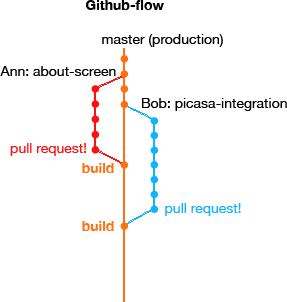 Github-flow
master (production)
Ann: about-screen
Bob: picasa-integration
pull request!
build
pull request!
build